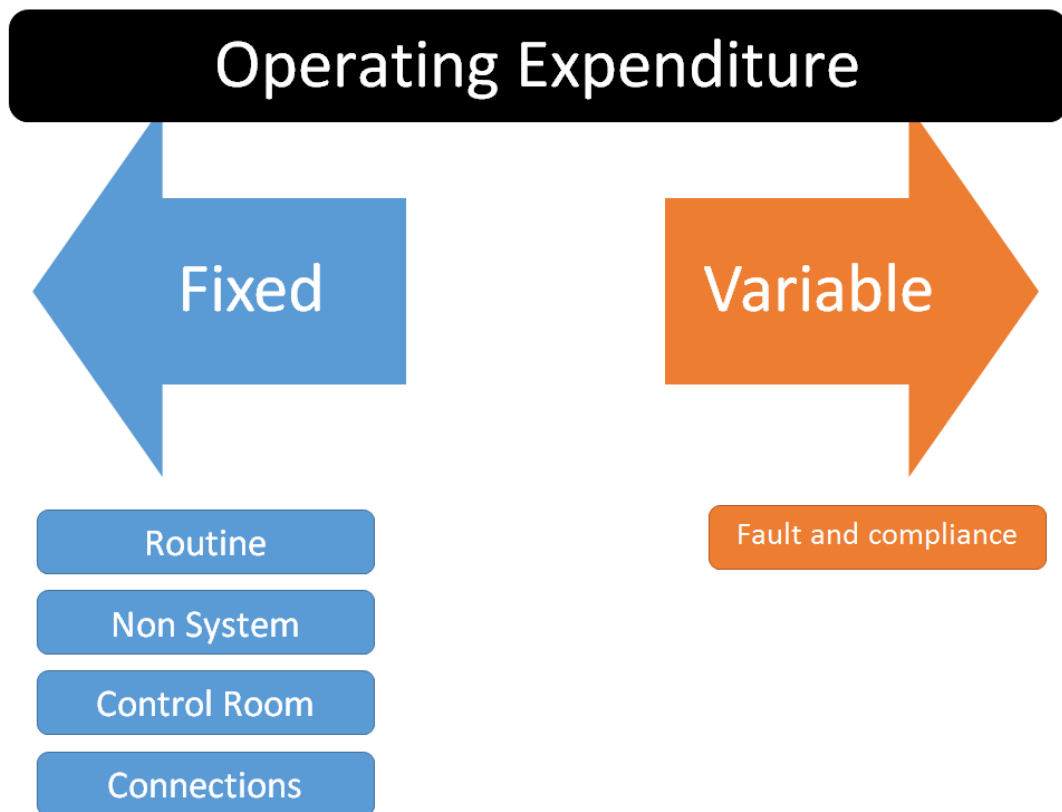 Operating Expenditure
Fixed
Variable
Routine
Non System
Control Room
Connections
Fault and compliance